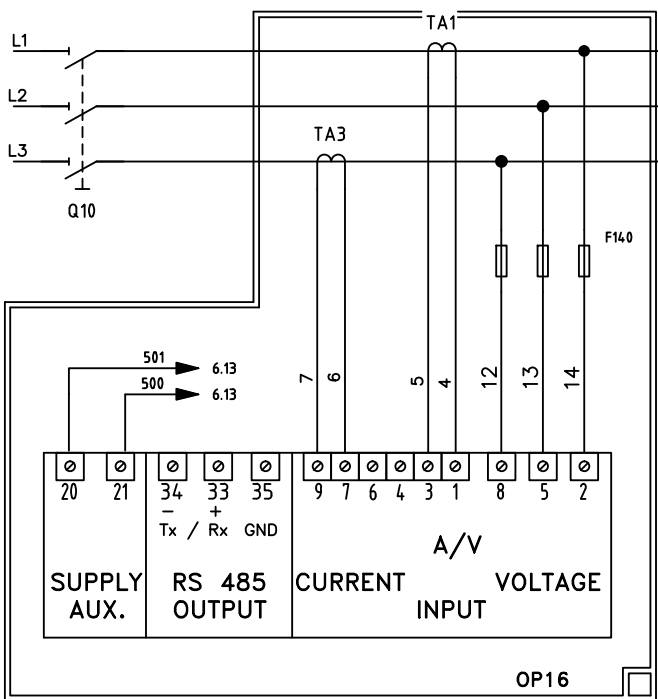 TA1
L1
L2
TA3
L3
Q10
F140
501 6.13
500 6.13
7 6 5 4 12 13 14
20 21 34 33 35 9 7 6 4 3 1 8 5 2
- +
Tx / Rx GND
A/V
SUPPLY RS 485 CURRENT VOLTAGE
AUX. OUTPUT INPUT
OP16